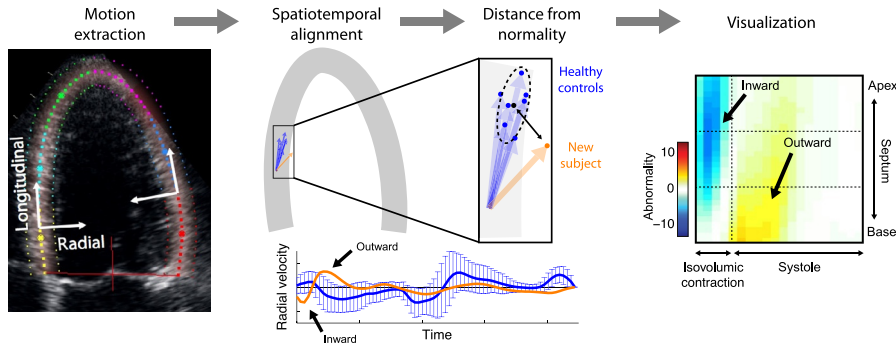 Motion
extraction
Spatiotemporal
alignment
Distance from
normality
Visualization
Longitudinal
Radial
Healthy
controls
New
subject
Radial velocity
Outward
Inward
Time
Inward
Outward
Apex
Septum
Base
Abnormality
10
0
−10
Isovolumic
contraction
Systole